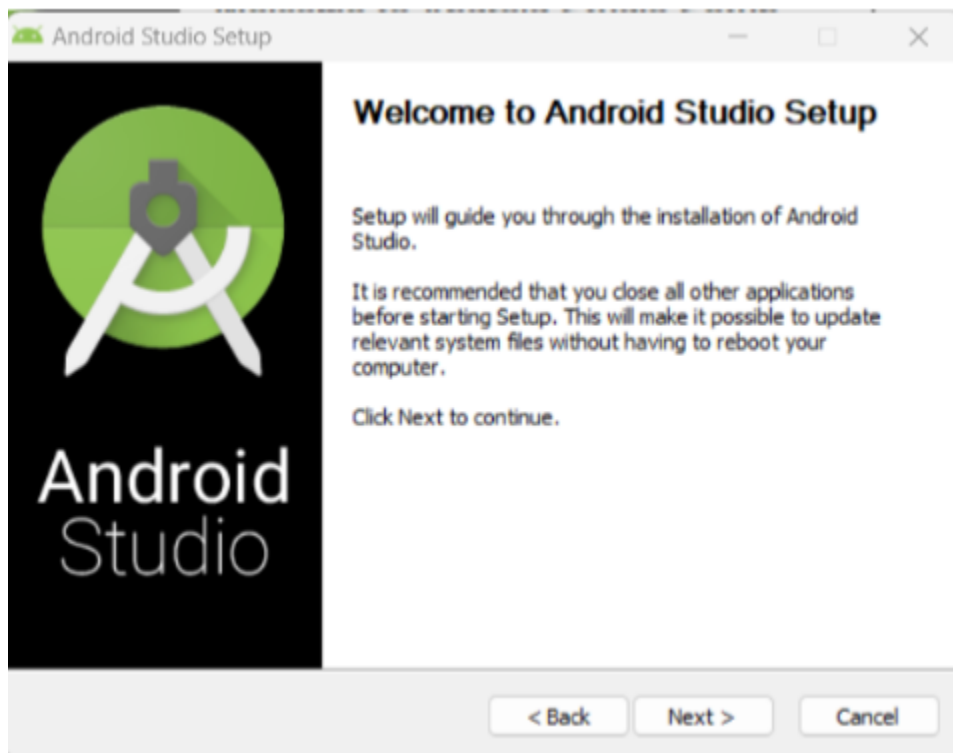 Android Studio Setup
Welcome to Android Studio Setup
Setup will guide you through the installation of Android
Studio.
It is recommended that you close all other applications
before starting Setup. This will make it possible to update
relevant system files without having to reboot your
computer.
Click Next to continue.
Android
Studio
< Back
Next >
Cancel